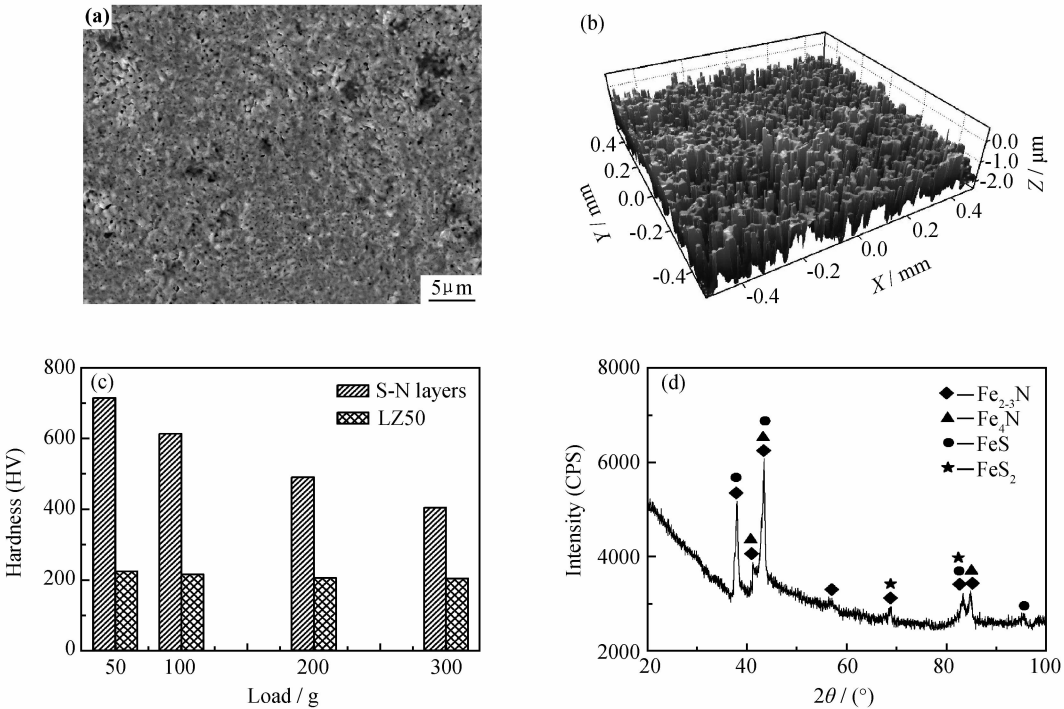 (a)
5μm
(b)
0.4
0.2
0.0
-0.2
-0.4
Y / mm
-0.4
-0.2
0.0
0.2
0.4
X / mm
0.0
-1.0
-2.0
Z / μm
(c)
S-N layers
LZ50
800
600
400
200
0
Hardness (HV)
50 100 200 300
Load / g
(d)
◆—Fe₂₋₃N
▲—Fe₄N
●—FeS
★—FeS₂
8000
6000
4000
2000
Intensity (CPS)
20 40 60 80 100
2θ / (°)